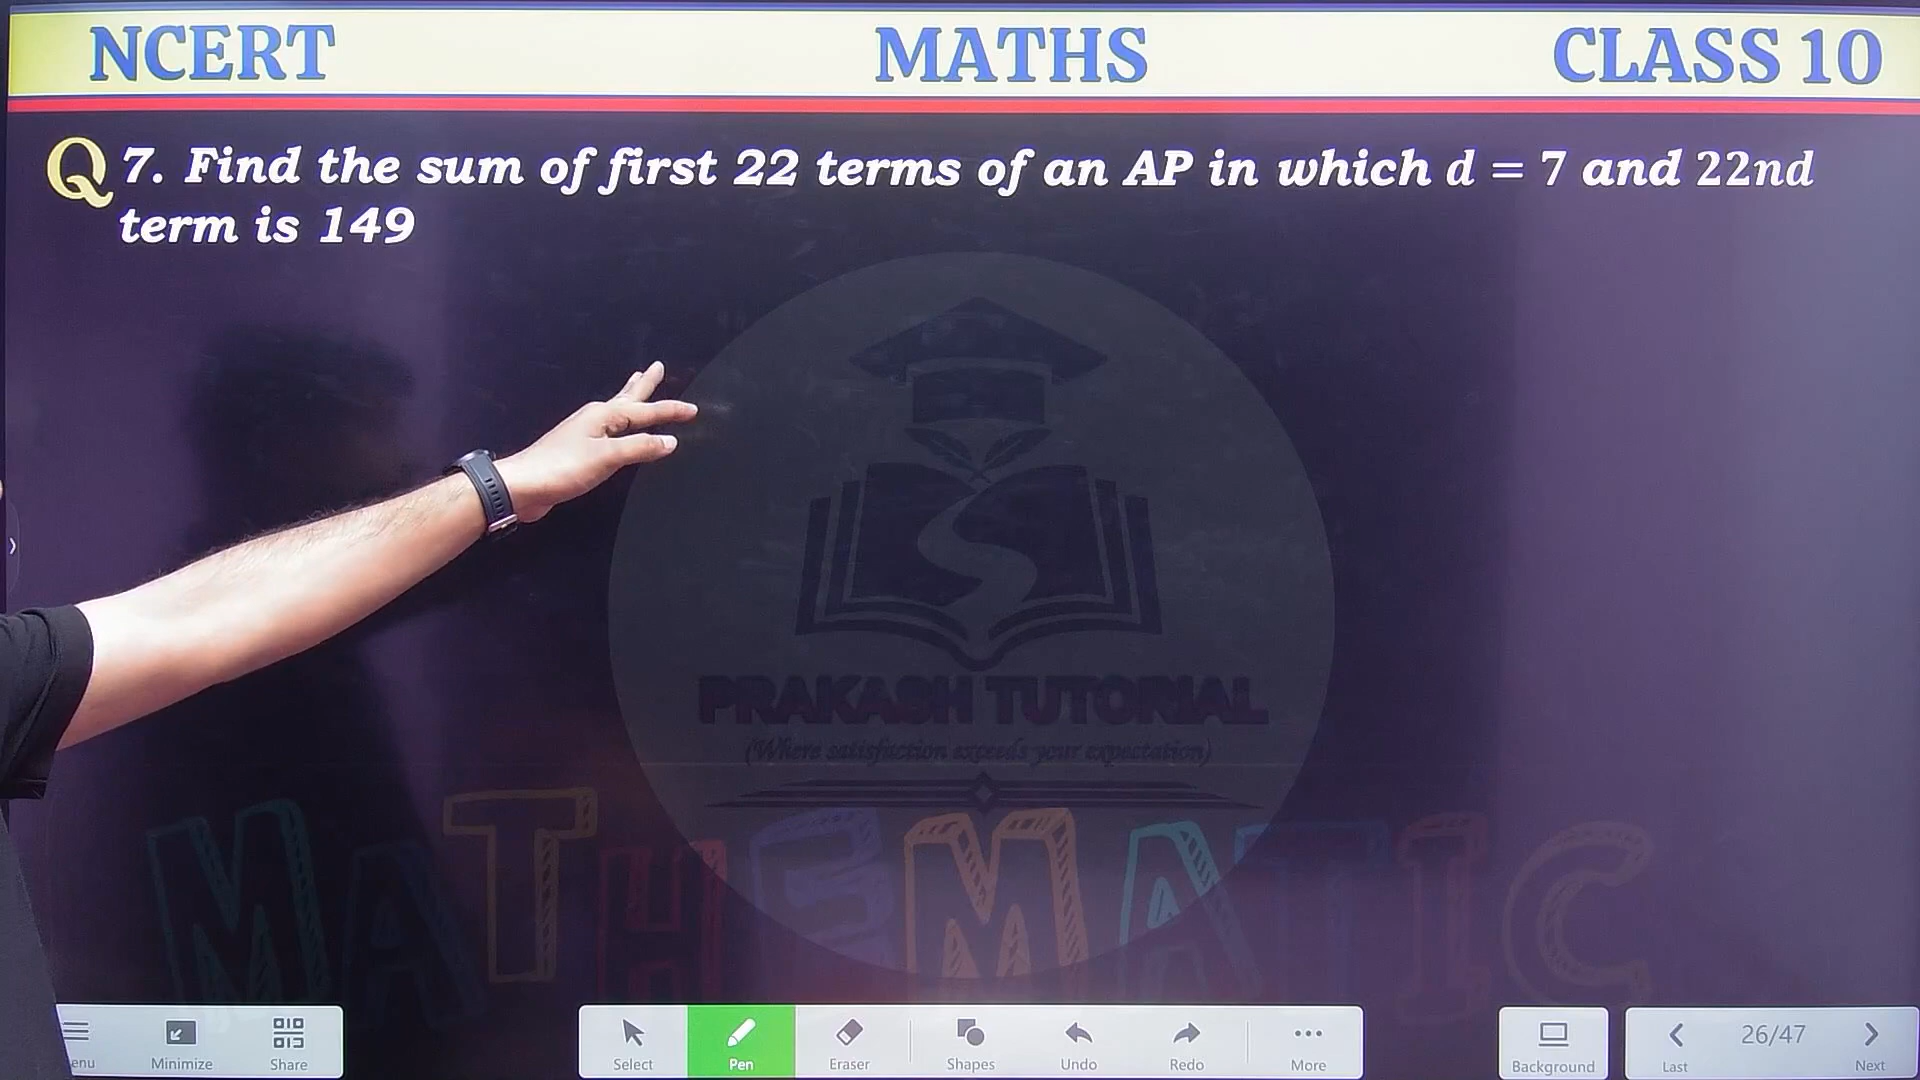 NCERT MATHS CLASS 10
Q 7. Find the sum of first 22 terms of an AP in which d = 7 and 22nd
term is 149
PRAKASH TUTORIAL
(Where satisfaction exceeds your expectation)
MATHEMATIC
enu Minimize Share Select Pen Eraser Shapes Undo Redo More Background Last 26/47 Next